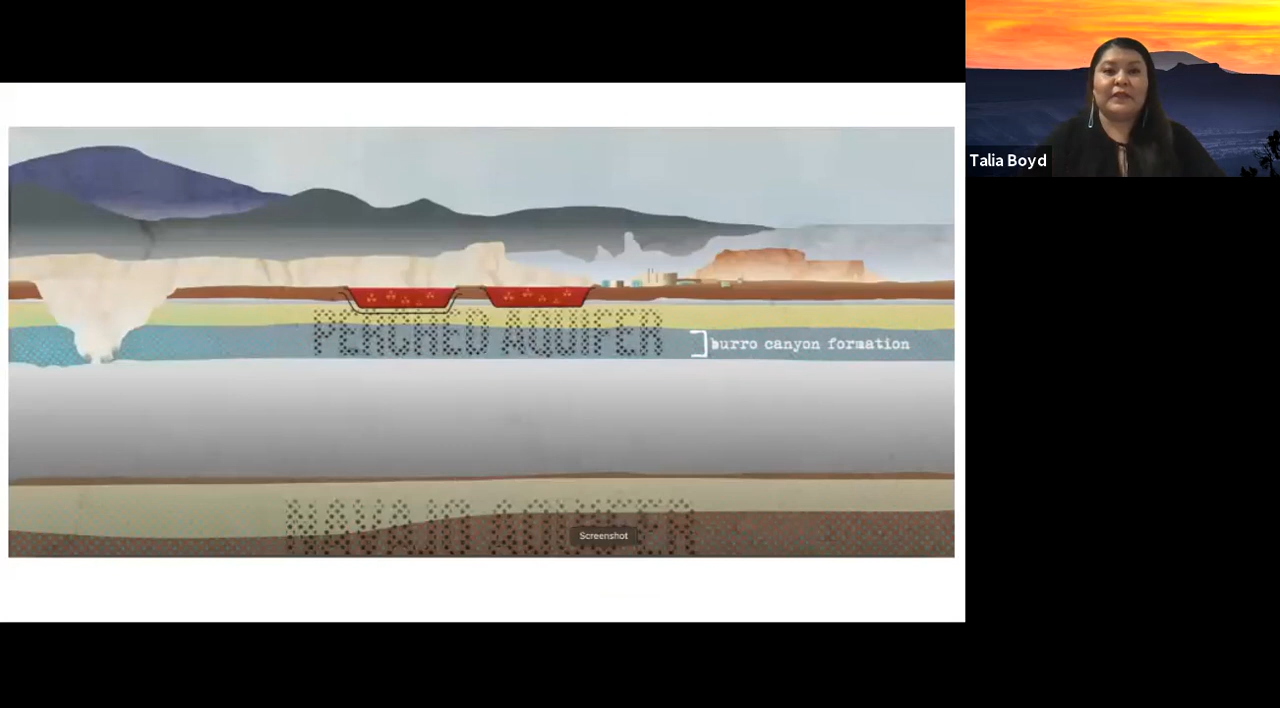 Talia Boyd
PERCHED AQUIFER
burro canyon formation
NAVAJO AQUIFER
Screenshot